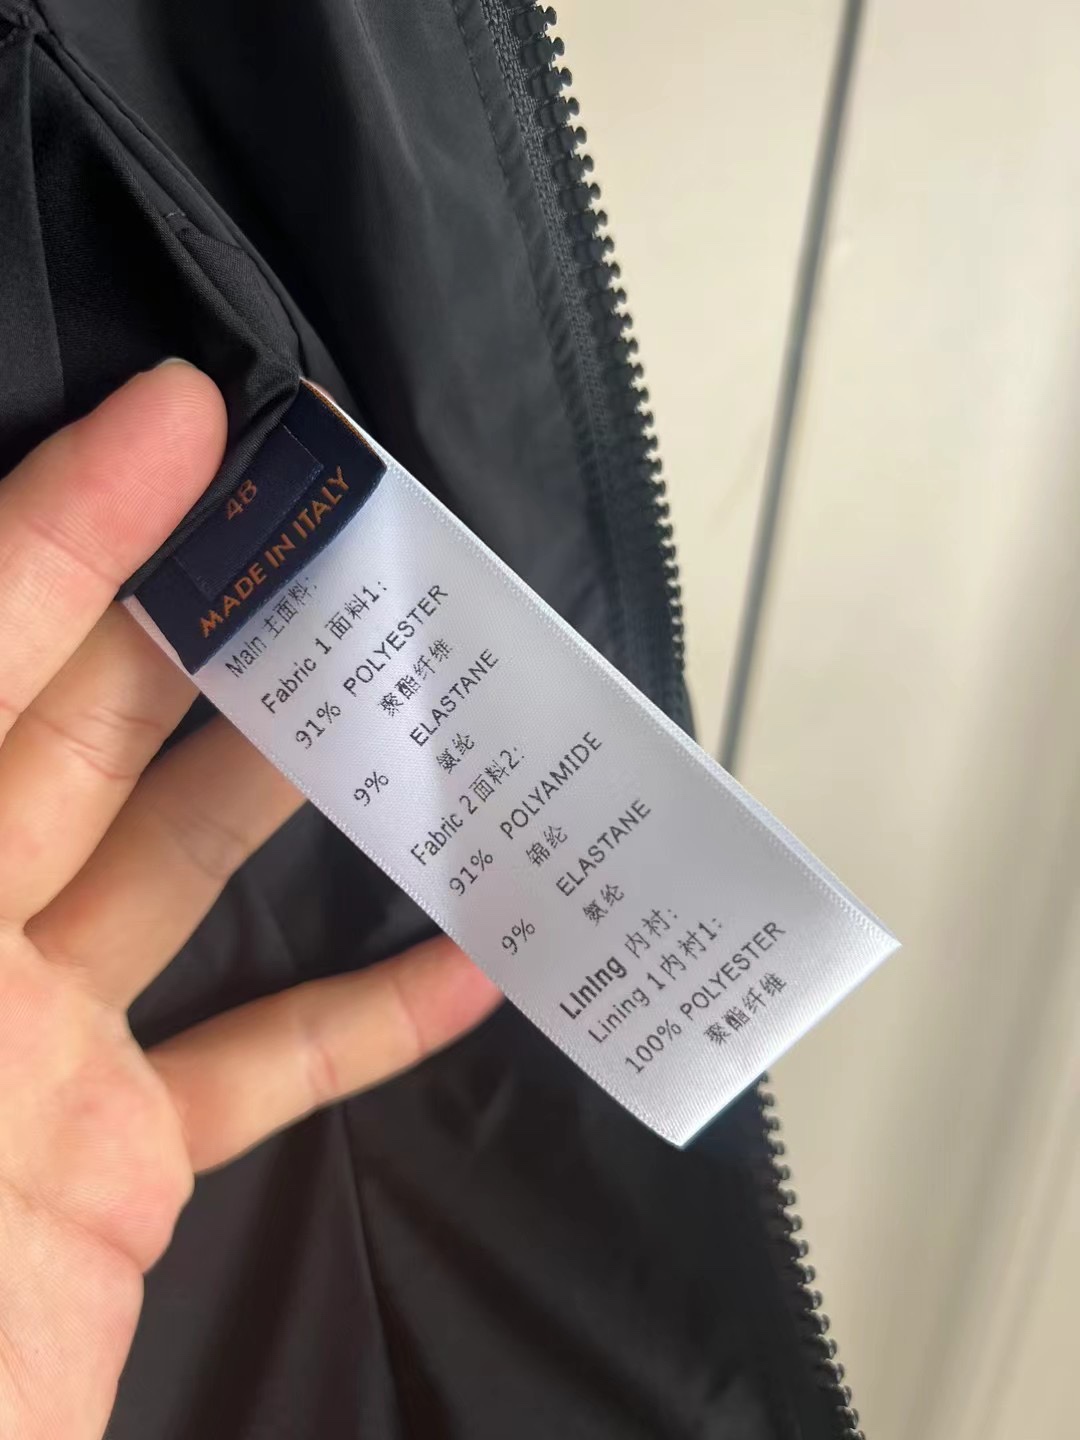 48
MADE IN ITALY
Main 主面料:
Fabric 1 面料1:
91% POLYESTER
聚酯纤维
9% ELASTANE
氨纶
Fabric 2 面料2:
91% POLYAMIDE
锦纶
9% ELASTANE
氨纶
Lining 内衬:
Lining 1 内衬1:
100% POLYESTER
聚酯纤维